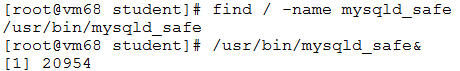 [root@vm68 student]# find / -name mysqld_safe
/usr/bin/mysqld_safe
[root@vm68 student]# /usr/bin/mysqld_safe&
[1] 20954